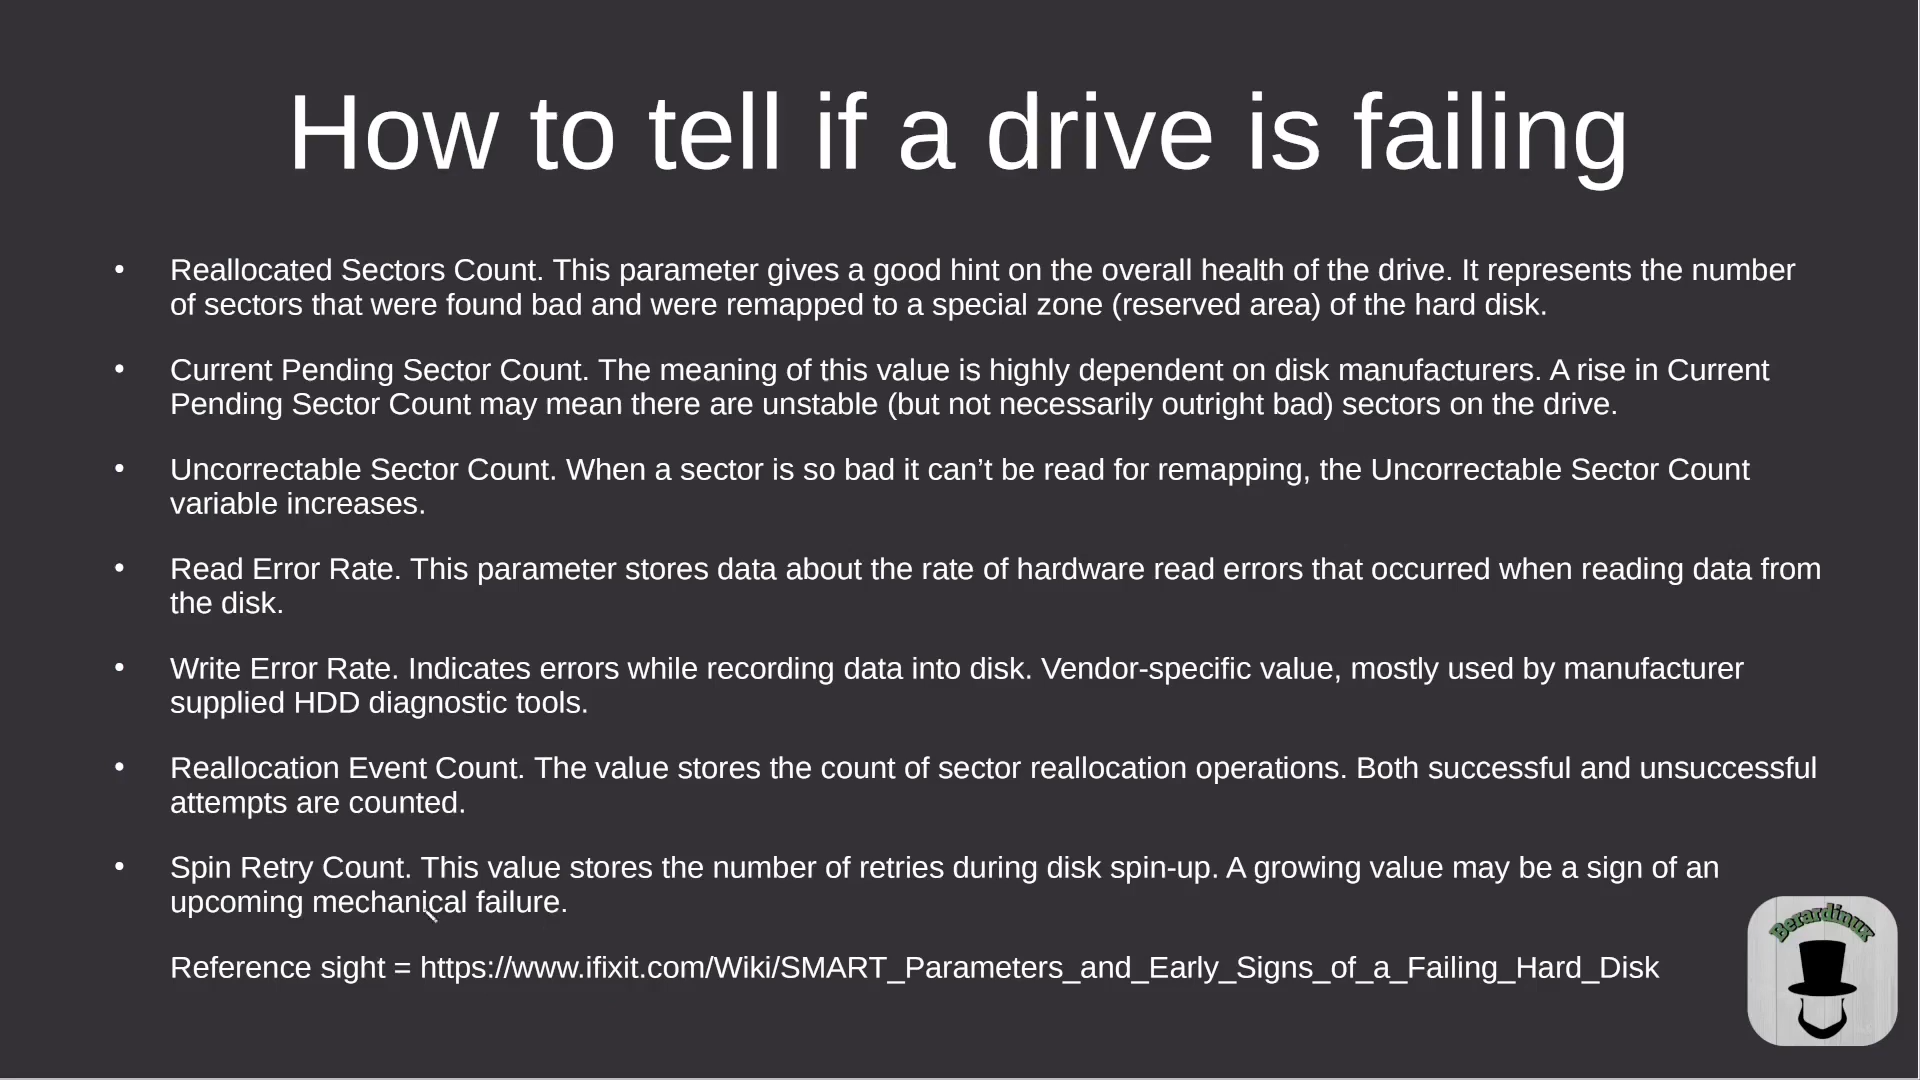 How to tell if a drive is failing
• Reallocated Sectors Count. This parameter gives a good hint on the overall health of the drive. It represents the number
of sectors that were found bad and were remapped to a special zone (reserved area) of the hard disk.
• Current Pending Sector Count. The meaning of this value is highly dependent on disk manufacturers. A rise in Current
Pending Sector Count may mean there are unstable (but not necessarily outright bad) sectors on the drive.
• Uncorrectable Sector Count. When a sector is so bad it can’t be read for remapping, the Uncorrectable Sector Count
variable increases.
• Read Error Rate. This parameter stores data about the rate of hardware read errors that occurred when reading data from
the disk.
• Write Error Rate. Indicates errors while recording data into disk. Vendor-specific value, mostly used by manufacturer
supplied HDD diagnostic tools.
• Reallocation Event Count. The value stores the count of sector reallocation operations. Both successful and unsuccessful
attempts are counted.
• Spin Retry Count. This value stores the number of retries during disk spin-up. A growing value may be a sign of an
upcoming mechanical failure.
Reference sight = https://www.ifixit.com/Wiki/SMART_Parameters_and_Early_Signs_of_a_Failing_Hard_Disk
Berardinux